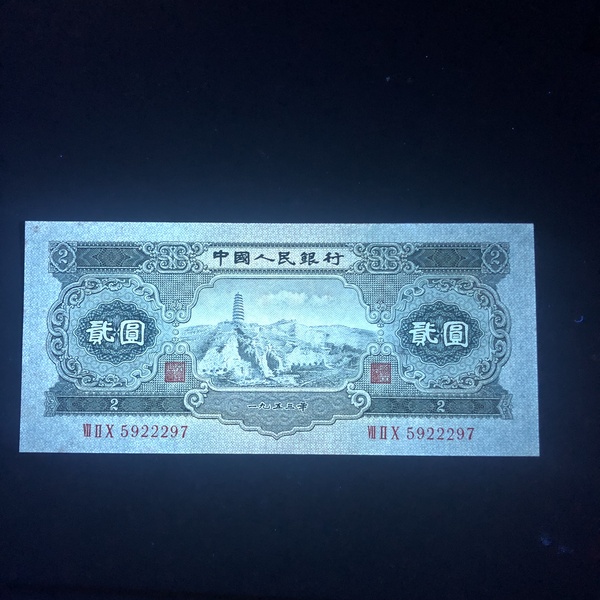 2 中國人民銀行 2
貳圓 貳圓
2 一九五三年 2
VII II X 5922297 VII II X 5922297